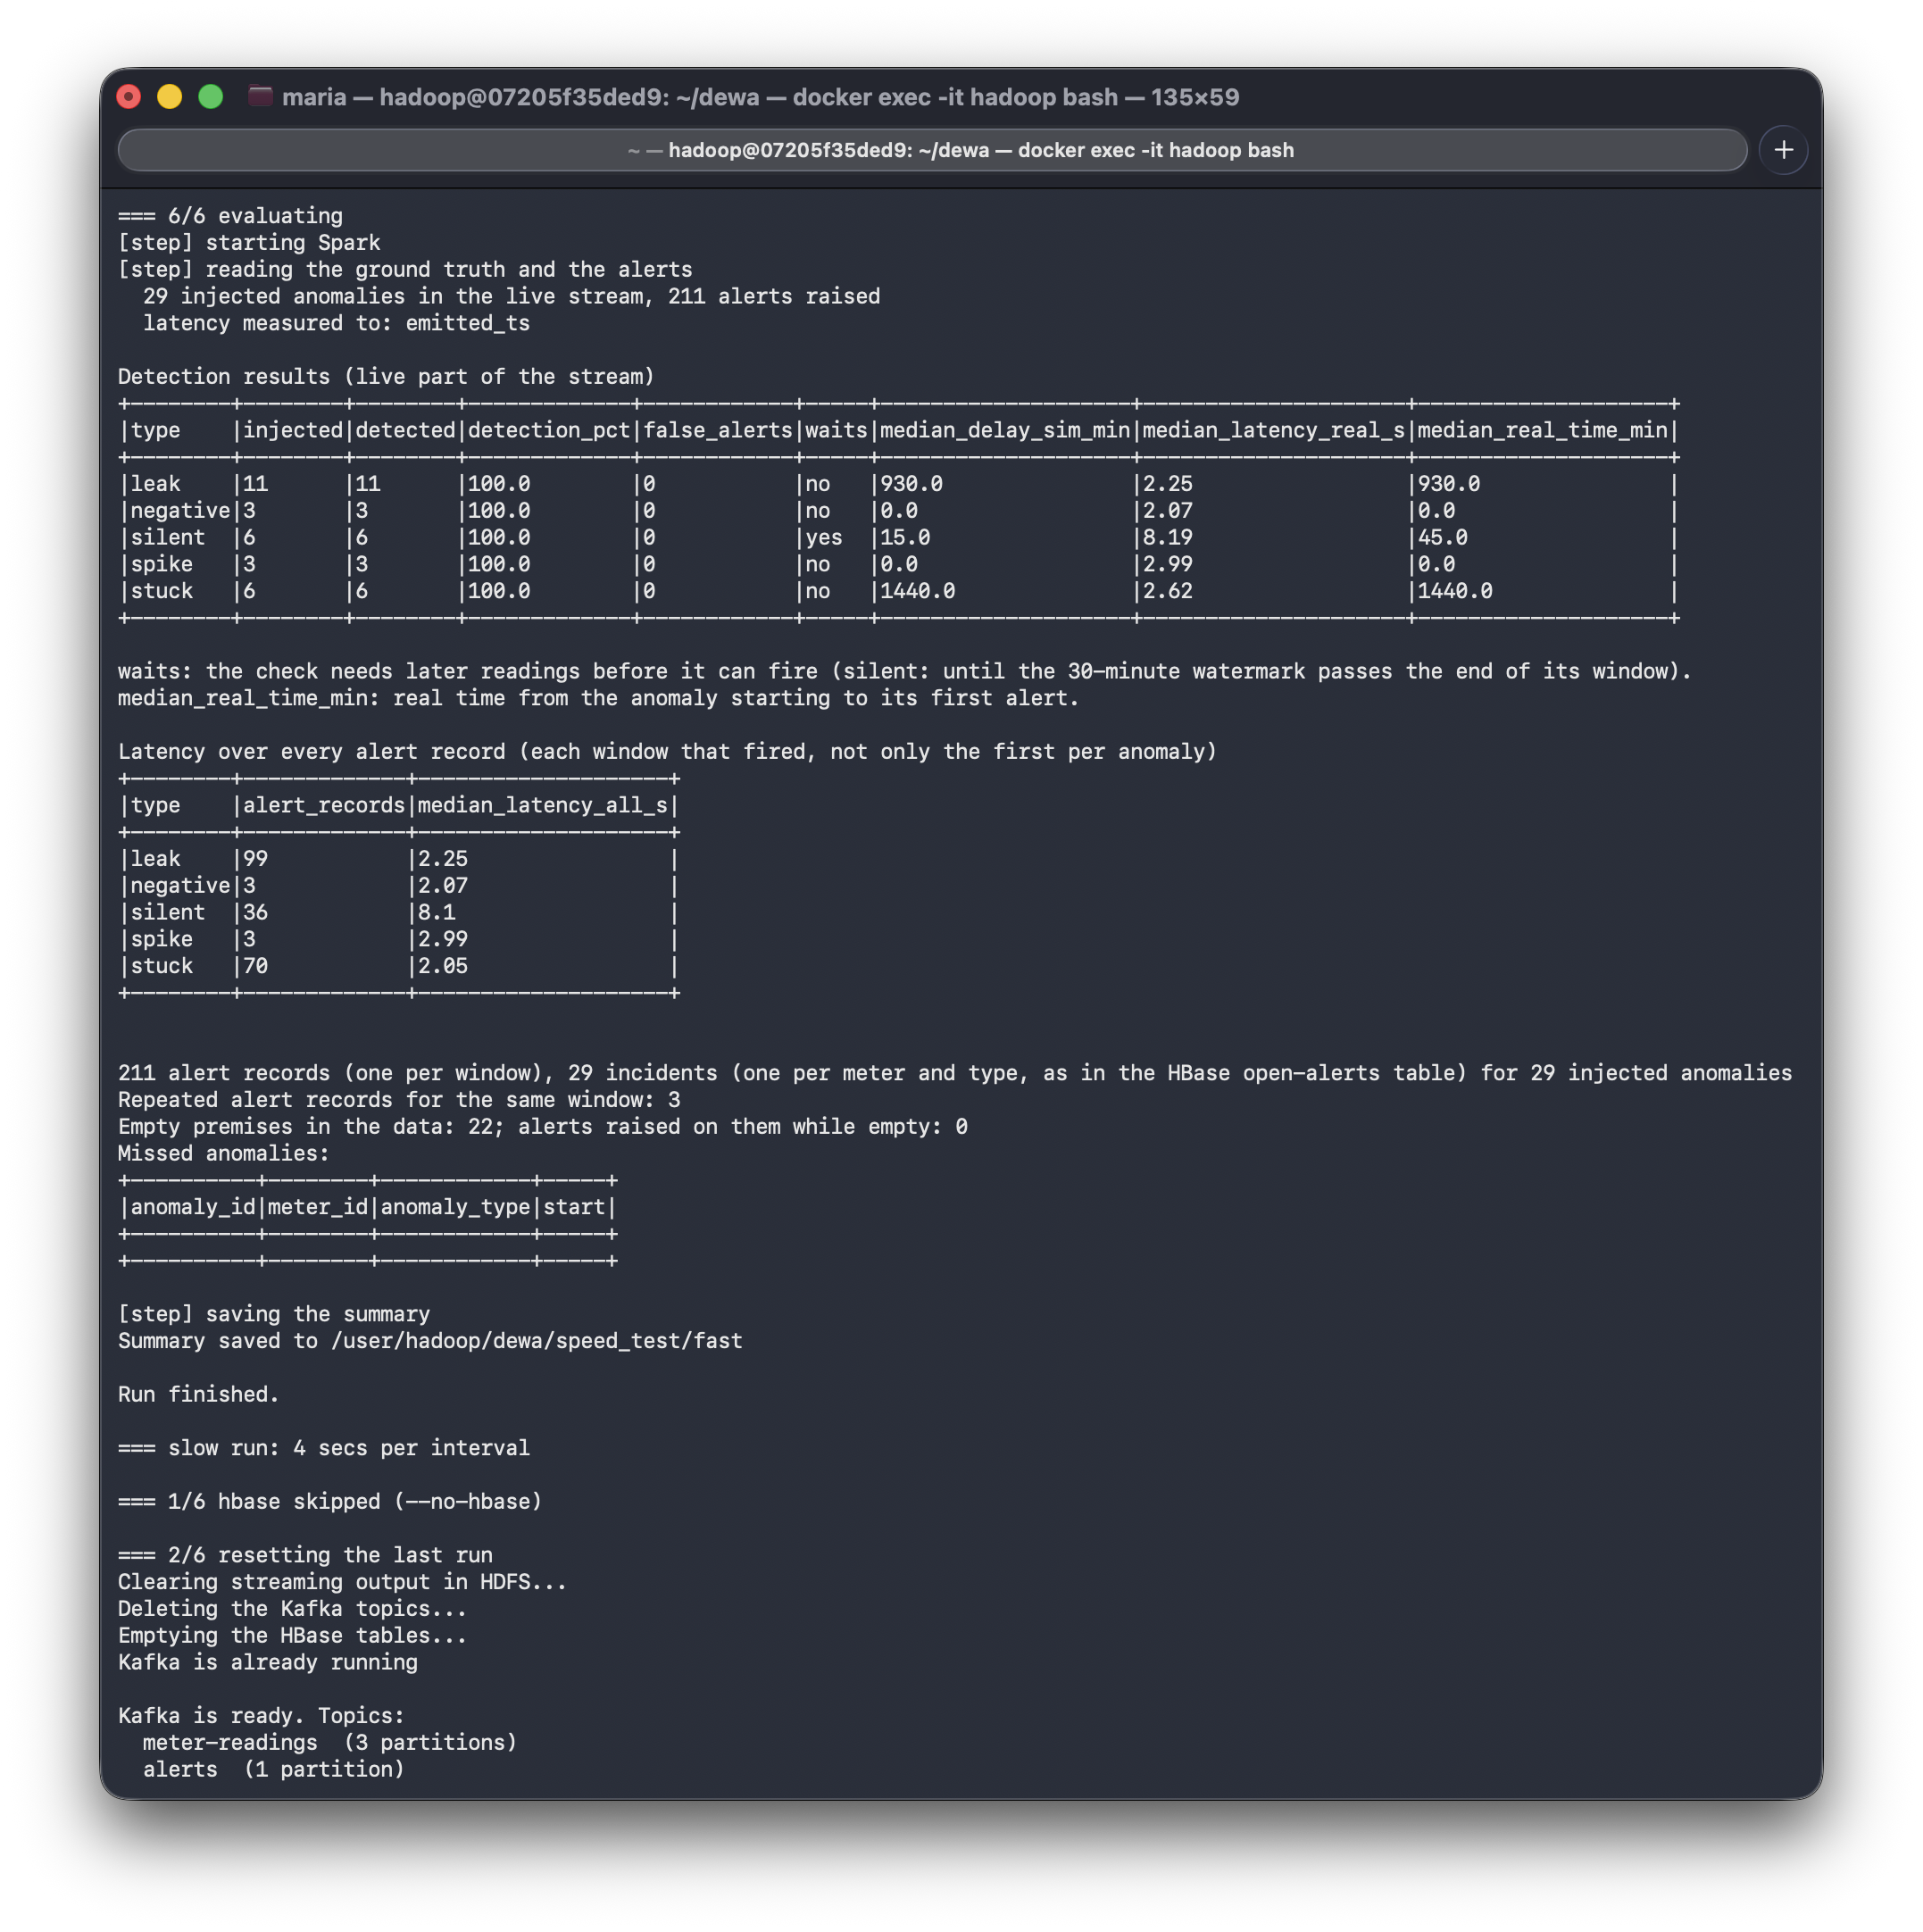 maria — hadoop@07205f35ded9: ~/dewa — docker exec -it hadoop bash — 135×59
~ — hadoop@07205f35ded9: ~/dewa — docker exec -it hadoop bash
=== 6/6 evaluating
[step] starting Spark
[step] reading the ground truth and the alerts
  29 injected anomalies in the live stream, 211 alerts raised
  latency measured to: emitted_ts

Detection results (live part of the stream)
+--------+--------+--------+-------------+------------+-----+--------------------+---------------------+--------------------+
|type    |injected|detected|detection_pct|false_alerts|waits|median_delay_sim_min|median_latency_real_s|median_real_time_min|
+--------+--------+--------+-------------+------------+-----+--------------------+---------------------+--------------------+
|leak    |11      |11      |100.0        |0           |no   |930.0               |2.25                 |930.0               |
|negative|3       |3       |100.0        |0           |no   |0.0                 |2.07                 |0.0                 |
|silent  |6       |6       |100.0        |0           |yes  |15.0                |8.19                 |45.0                |
|spike   |3       |3       |100.0        |0           |no   |0.0                 |2.99                 |0.0                 |
|stuck   |6       |6       |100.0        |0           |no   |1440.0              |2.62                 |1440.0              |
+--------+--------+--------+-------------+------------+-----+--------------------+---------------------+--------------------+

waits: the check needs later readings before it can fire (silent: until the 30-minute watermark passes the end of its window).
median_real_time_min: real time from the anomaly starting to its first alert.

Latency over every alert record (each window that fired, not only the first per anomaly)
+--------+-------------+--------------------+
|type    |alert_records|median_latency_all_s|
+--------+-------------+--------------------+
|leak    |99           |2.25                |
|negative|3            |2.07                |
|silent  |36           |8.1                 |
|spike   |3            |2.99                |
|stuck   |70           |2.05                |
+--------+-------------+--------------------+

211 alert records (one per window), 29 incidents (one per meter and type, as in the HBase open-alerts table) for 29 injected anomalies
Repeated alert records for the same window: 3
Empty premises in the data: 22; alerts raised on them while empty: 0
Missed anomalies:
+----------+--------+------------+-----+
|anomaly_id|meter_id|anomaly_type|start|
+----------+--------+------------+-----+
+----------+--------+------------+-----+

[step] saving the summary
Summary saved to /user/hadoop/dewa/speed_test/fast

Run finished.

=== slow run: 4 secs per interval

=== 1/6 hbase skipped (--no-hbase)

=== 2/6 resetting the last run
Clearing streaming output in HDFS...
Deleting the Kafka topics...
Emptying the HBase tables...
Kafka is already running

Kafka is ready. Topics:
  meter-readings  (3 partitions)
  alerts  (1 partition)